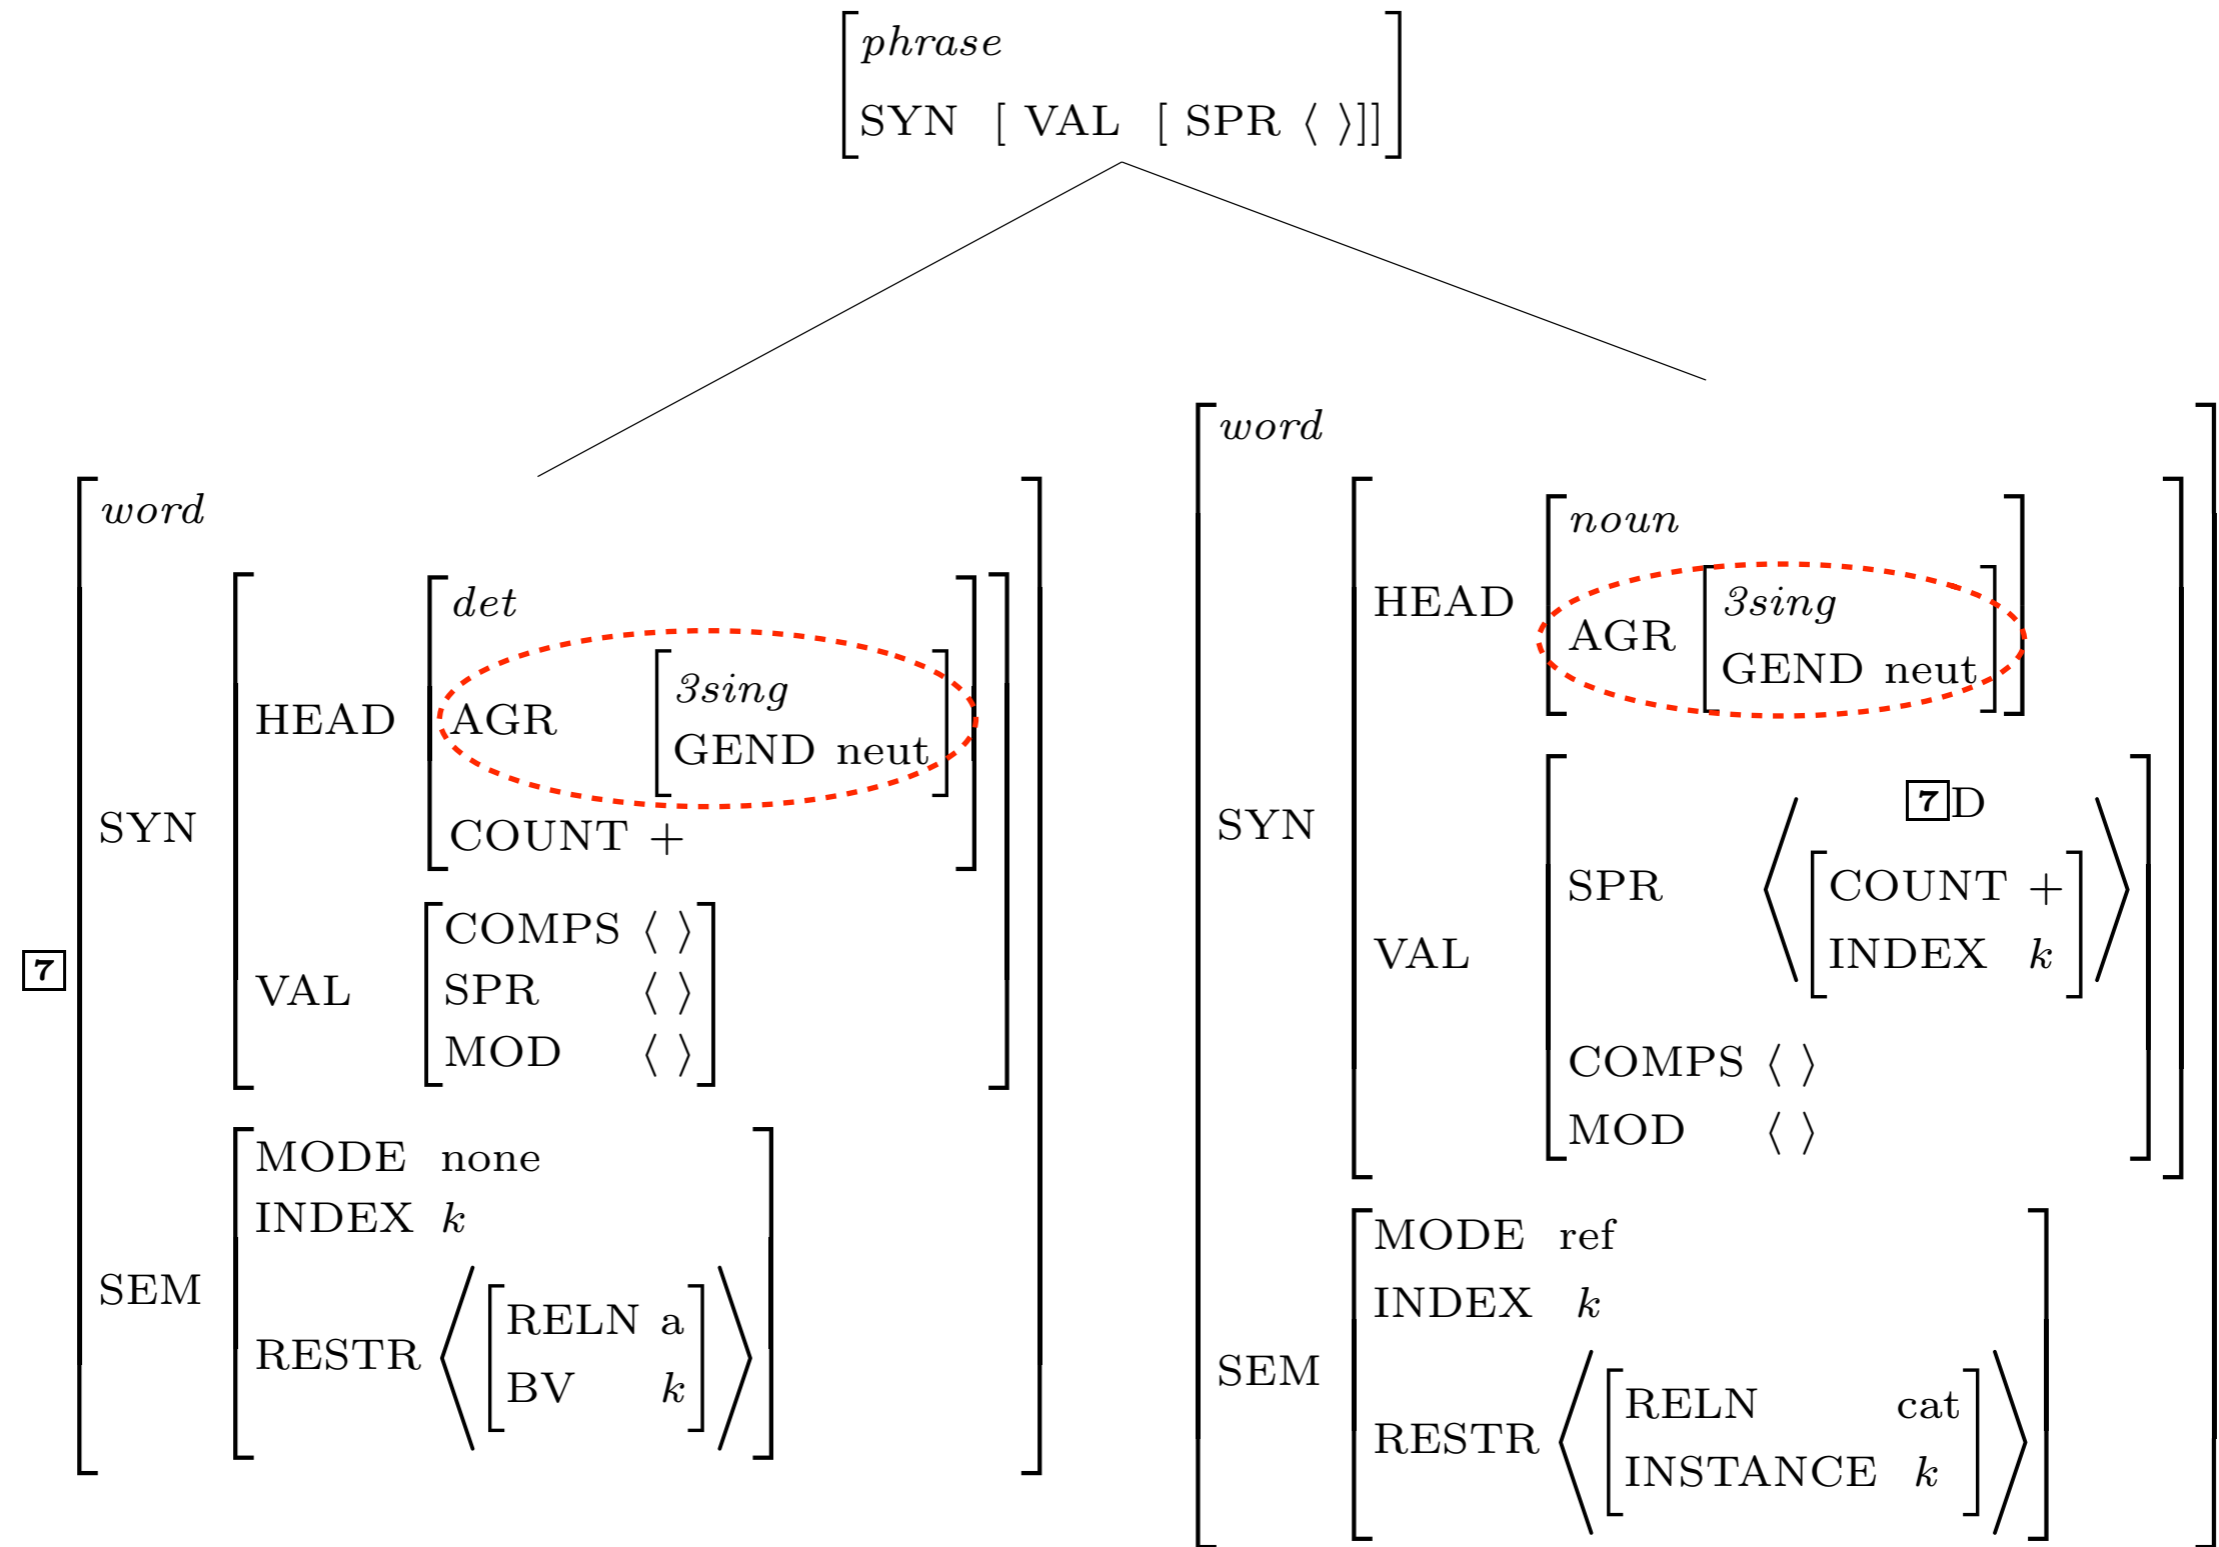 phrase
SYN [ VAL [ SPR ⟨ ⟩]]
word
SYN
HEAD
det
AGR
3sing
GEND neut
COUNT +
VAL
COMPS ⟨ ⟩
SPR ⟨ ⟩
MOD ⟨ ⟩
7
SEM
MODE none
INDEX k
RESTR
RELN a
BV k
word
SYN
HEAD
noun
AGR
3sing
GEND neut
VAL
SPR
7 D
COUNT +
INDEX k
COMPS ⟨ ⟩
MOD ⟨ ⟩
SEM
MODE ref
INDEX k
RESTR
RELN cat
INSTANCE k